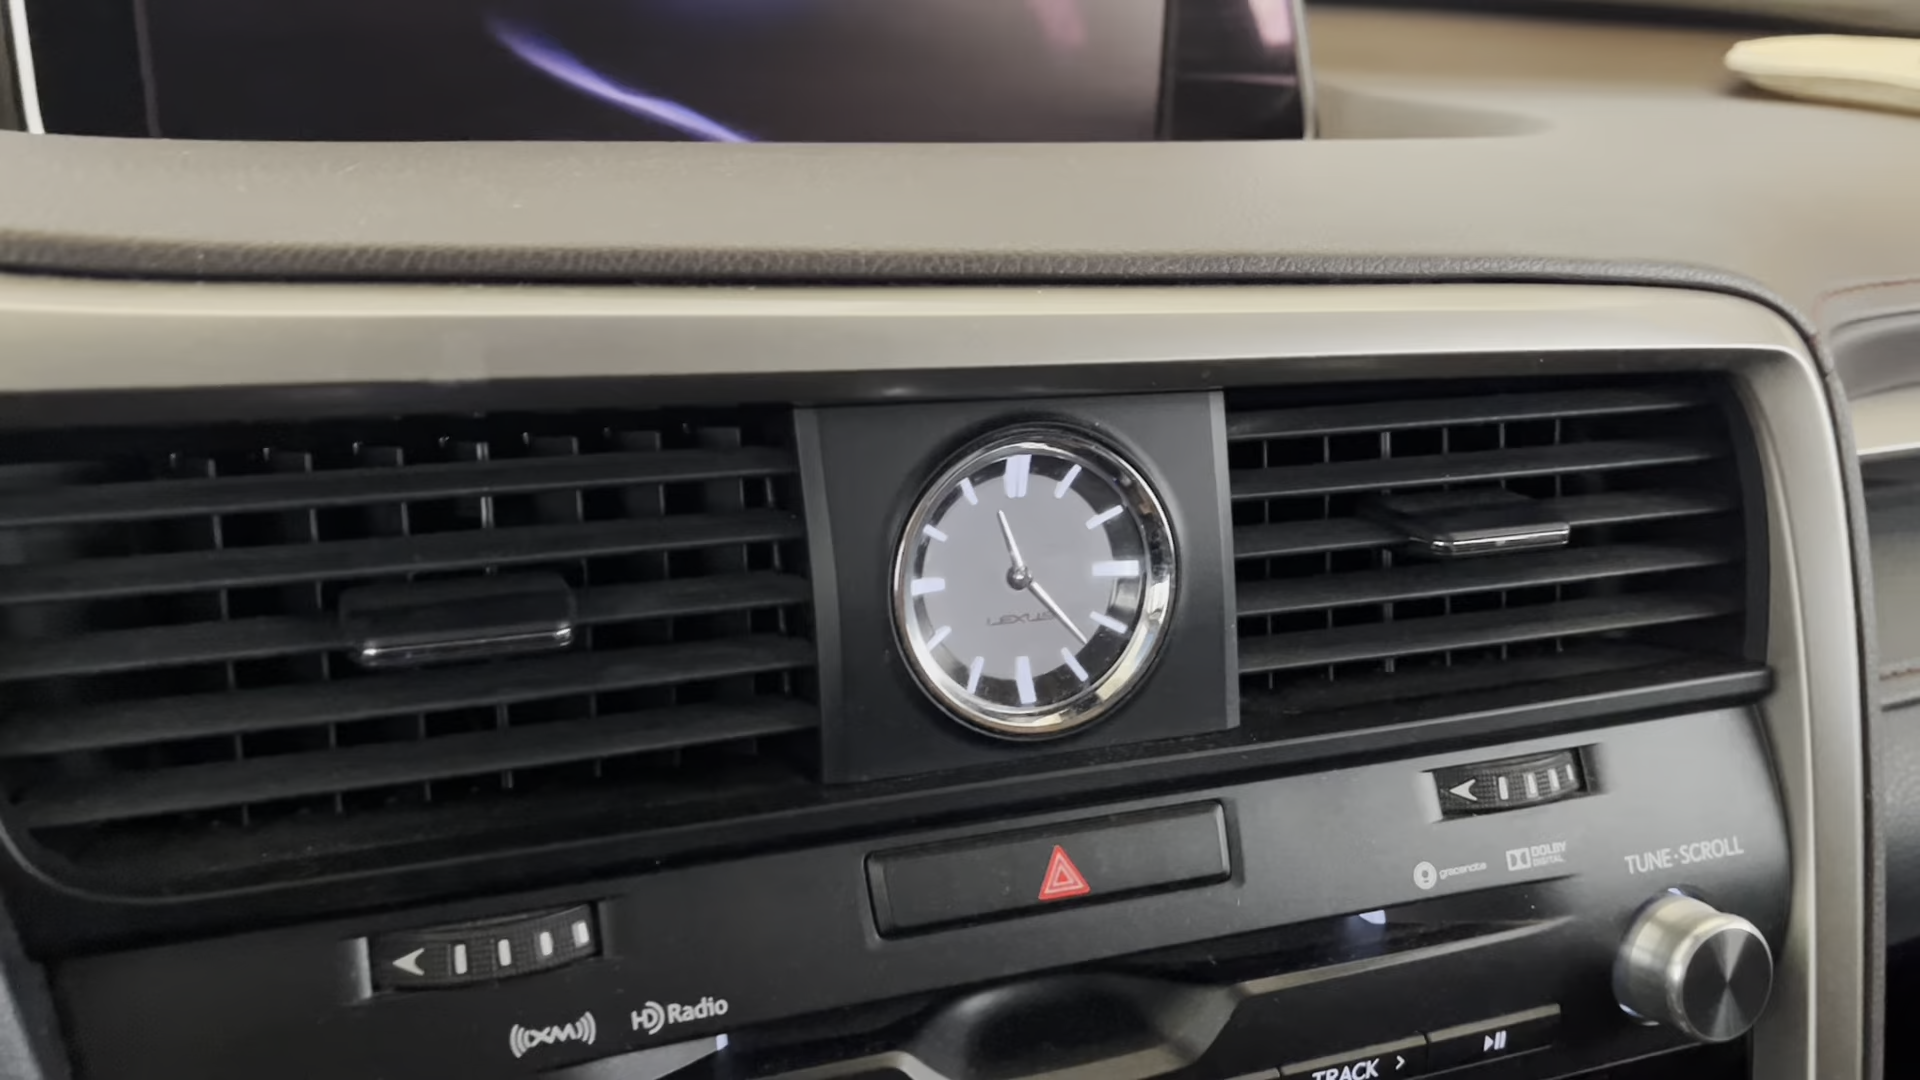 LEXUS
gracenote
DOLBY
DIGITAL
TUNE·SCROLL
((XM))
HD Radio
TRACK >